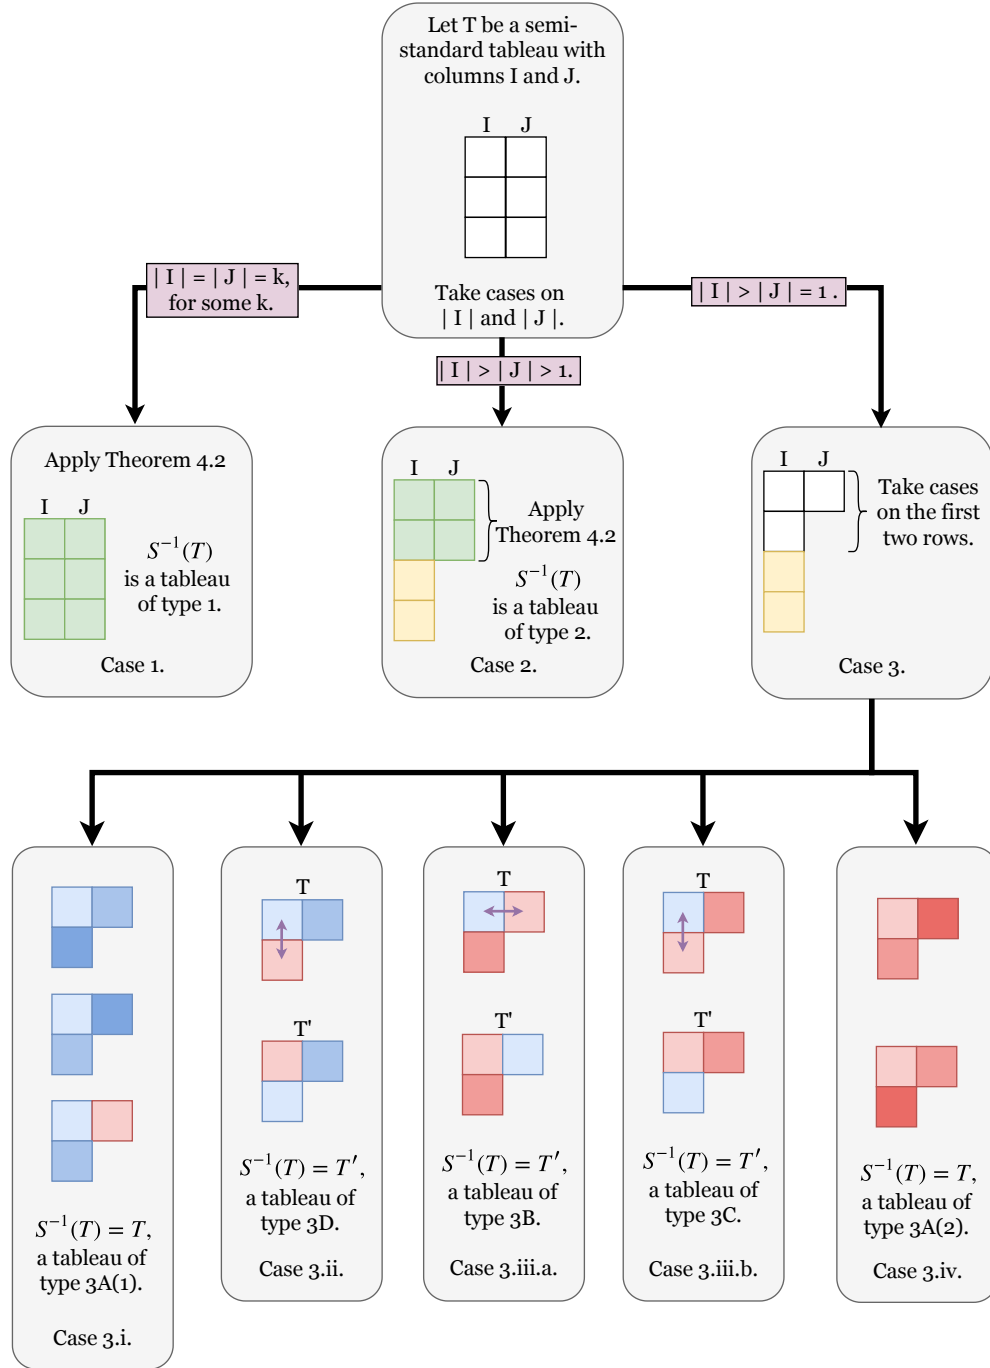 Let T be a semi-
standard tableau with
columns I and J.
I J
Take cases on
| I | and | J |.
| I | = | J | = k,
for some k.
| I | > | J | > 1.
| I | > | J | = 1 .
Apply Theorem 4.2
I J
S⁻¹(T)
is a tableau
of type 1.
Case 1.
I J
Apply
Theorem 4.2
S⁻¹(T)
is a tableau
of type 2.
Case 2.
I J
Take cases
on the first
two rows.
Case 3.
S⁻¹(T) = T,
a tableau of
type 3A(1).
Case 3.i.
T
T'
S⁻¹(T) = T′,
a tableau of
type 3D.
Case 3.ii.
T
T'
S⁻¹(T) = T′,
a tableau of
type 3B.
Case 3.iii.a.
T
T'
S⁻¹(T) = T′,
a tableau of
type 3C.
Case 3.iii.b.
S⁻¹(T) = T,
a tableau of
type 3A(2).
Case 3.iv.